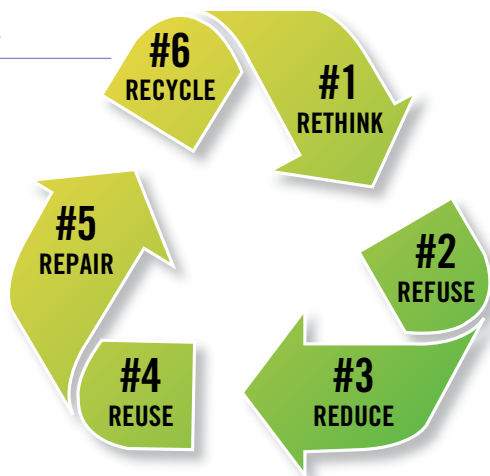 #1
RETHINK
#2
REFUSE
#3
REDUCE
#4
REUSE
#5
REPAIR
#6
RECYCLE